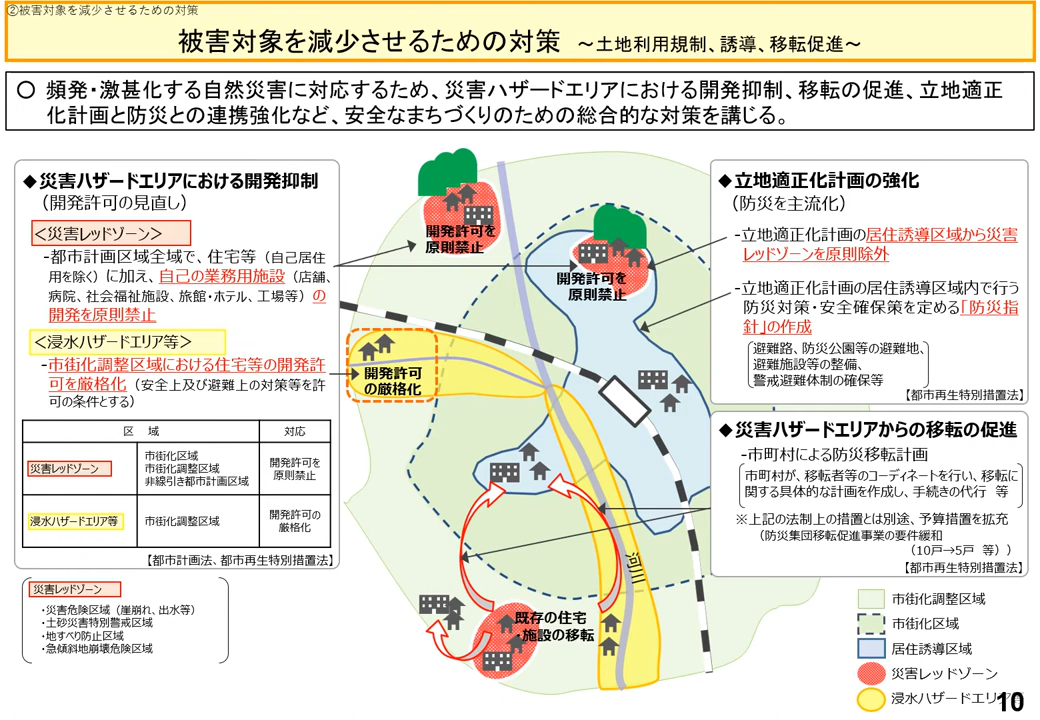 ②被害対象を減少させるための対策
被害対象を減少させるための対策 ～土地利用規制、誘導、移転促進～
○ 頻発・激甚化する自然災害に対応するため、災害ハザードエリアにおける開発抑制、移転の促進、立地適正
化計画と防災との連携強化など、安全なまちづくりのための総合的な対策を講じる。
◆災害ハザードエリアにおける開発抑制
（開発許可の見直し）
＜災害レッドゾーン＞
-都市計画区域全域で、住宅等（自己居住
用を除く）に加え、自己の業務用施設（店舗、
病院、社会福祉施設、旅館・ホテル、工場等）の
開発を原則禁止
＜浸水ハザードエリア等＞
-市街化調整区域における住宅等の開発許
可を厳格化（安全上及び避難上の対策等を許
可の条件とする）
区 域 対応
災害レッドゾーン
市街化区域
市街化調整区域
非線引き都市計画区域
開発許可を
原則禁止
浸水ハザードエリア等
市街化調整区域
開発許可の
厳格化
【都市計画法、都市再生特別措置法】
災害レッドゾーン
・災害危険区域（崖崩れ、出水等）
・土砂災害特別警戒区域
・地すべり防止区域
・急傾斜地崩壊危険区域
開発許可を
原則禁止
開発許可を
原則禁止
開発許可
の厳格化
河川
既存の住宅
・施設の移転
◆立地適正化計画の強化
（防災を主流化）
-立地適正化計画の居住誘導区域から災害
レッドゾーンを原則除外
-立地適正化計画の居住誘導区域内で行う
防災対策・安全確保策を定める「防災指
針」の作成
避難路、防災公園等の避難地、
避難施設等の整備、
警戒避難体制の確保等
【都市再生特別措置法】
◆災害ハザードエリアからの移転の促進
-市町村による防災移転計画
市町村が、移転者等のコーディネートを行い、移転に
関する具体的な計画を作成し、手続きの代行 等
※上記の法制上の措置とは別途、予算措置を拡充
（防災集団移転促進事業の要件緩和
（10戸→5戸 等））
【都市再生特別措置法】
市街化調整区域
市街化区域
居住誘導区域
災害レッドゾーン
浸水ハザードエリア等
10